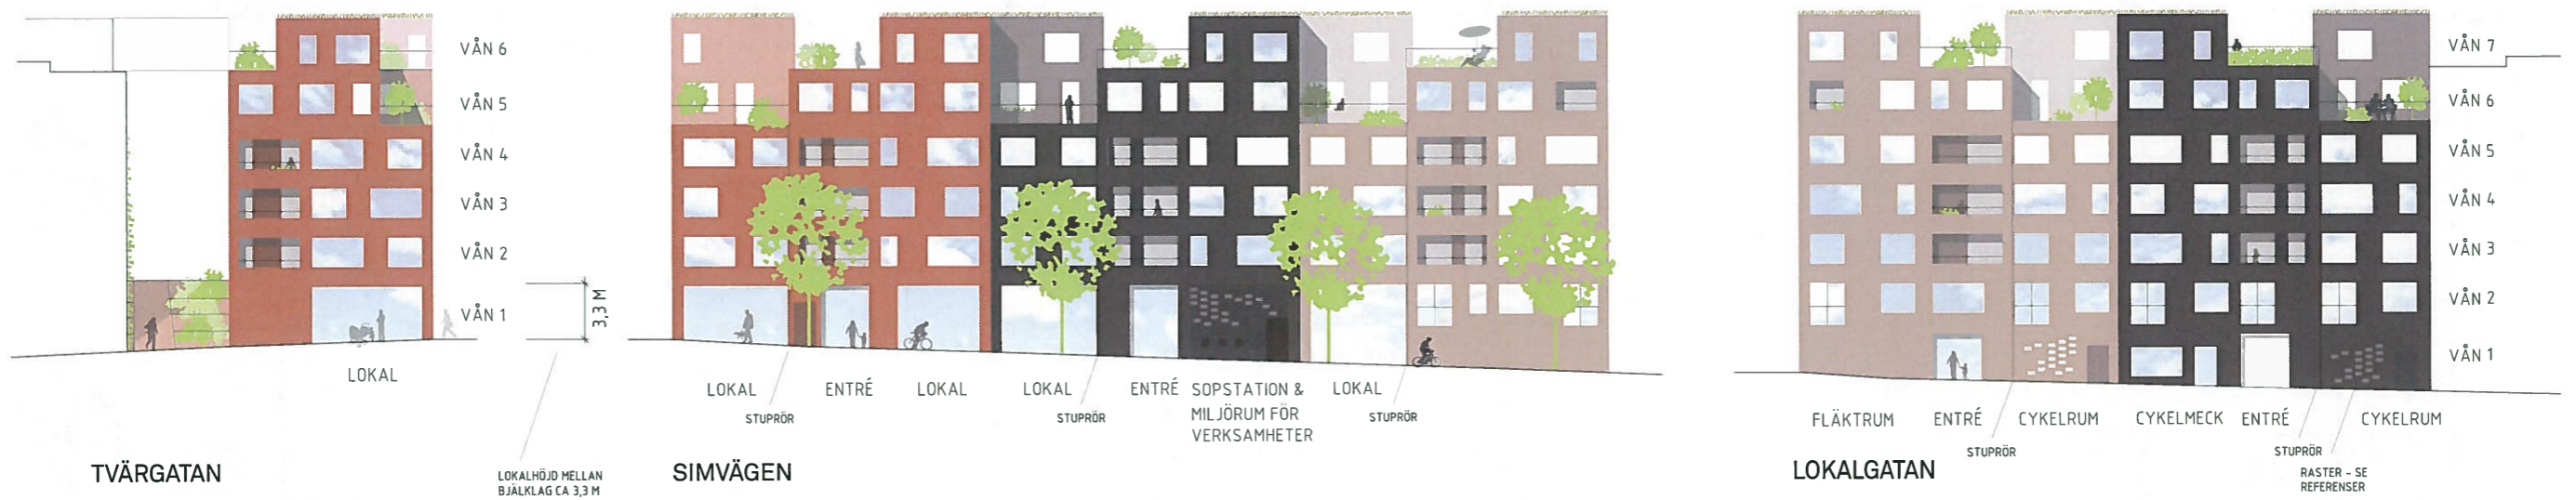 VÅN 6
VÅN 5
VÅN 4
VÅN 3
VÅN 2
VÅN 1
3,3 M
LOKAL
TVÄRGATAN
LOKALHÖJD MELLAN
BJÄLKLAG CA 3,3 M
LOKAL
STUPRÖR
ENTRÉ
LOKAL
LOKAL
STUPRÖR
ENTRÉ
SOPSTATION &
MILJÖRUM FÖR
VERKSAMHETER
LOKAL
STUPRÖR
SIMVÄGEN
VÅN 7
VÅN 6
VÅN 5
VÅN 4
VÅN 3
VÅN 2
VÅN 1
FLÄKTRUM
ENTRÉ
STUPRÖR
CYKELRUM
CYKELMECK
ENTRÉ
STUPRÖR
CYKELRUM
RASTER - SE
REFERENSER
LOKALGATAN